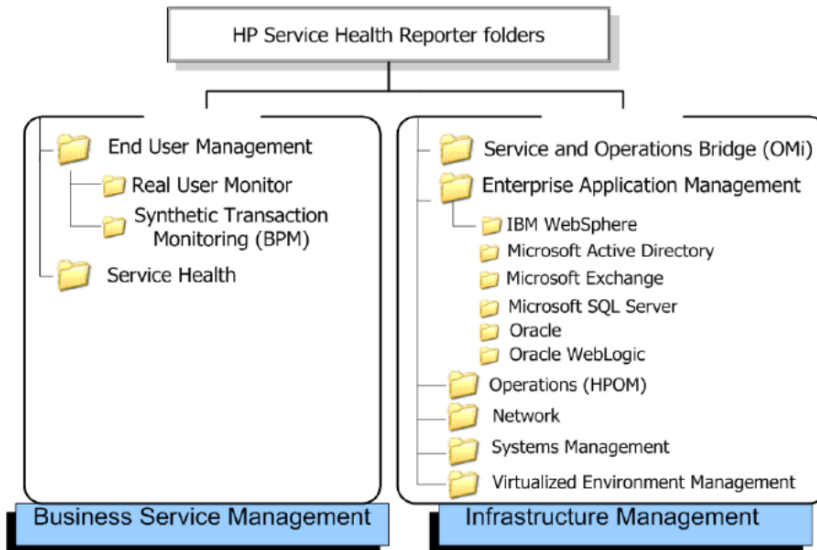 HP Service Health Reporter folders
End User Management
Real User Monitor
Synthetic Transaction
Monitoring (BPM)
Service Health
Business Service Management
Service and Operations Bridge (OMi)
Enterprise Application Management
IBM WebSphere
Microsoft Active Directory
Microsoft Exchange
Microsoft SQL Server
Oracle
Oracle WebLogic
Operations (HPOM)
Network
Systems Management
Virtualized Environment Management
Infrastructure Management